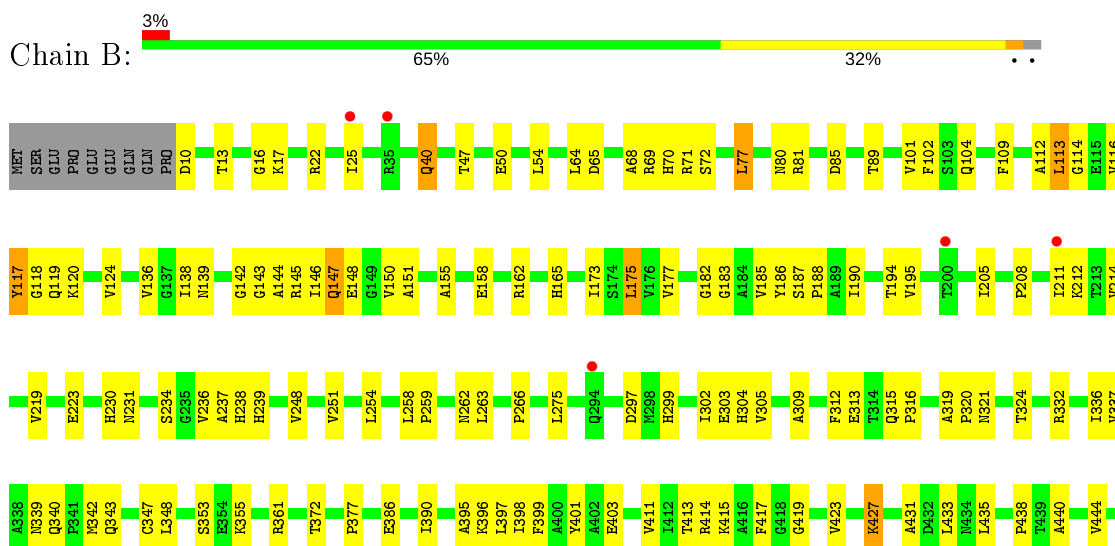 3%
Chain B:
65% 32% • •
MET SER GLU PRO GLU GLU GLN GLN PRO D10 T13 G16 K17 R22 I25 R35 Q40 T47 E50 L54 L64 D65 A68 R69 H70 R71 S72 L77 N80 R81 D85 T89 V101 F102 S103 Q104 F109 A112 L113 G114 E115 V116
Y117 G118 Q119 K120 V124 V136 G137 I138 N139 G142 G143 A144 R145 I146 Q147 E148 G149 V150 A151 A155 E158 R162 H165 I173 S174 L175 V176 V177 G182 G183 A184 V185 Y186 S187 P188 A189 I190 T194 V195 T200 I205 P208 I211 K212 T213
V219 E223 H230 N231 S234 G235 V236 A237 H238 H239 V248 V251 L254 L258 P259 N262 L263 P266 L275 Q294 D297 M298 H299 I302 E303 H304 V305 A309 F312 E313 T314 Q315 P316 A319 P320 N321 T324 R332 I336
A338 N339 Q340 P341 M342 Q343 C347 L348 S353 E354 K355 R361 T372 P377 E386 I390 A395 K396 L397 I398 F399 A400 Y401 A402 E403 V411 I412 T413 R414 K415 A416 F417 G418 G419 V423 K427 A431 D432 L433 N434 L435 P438 T439 A440 V444